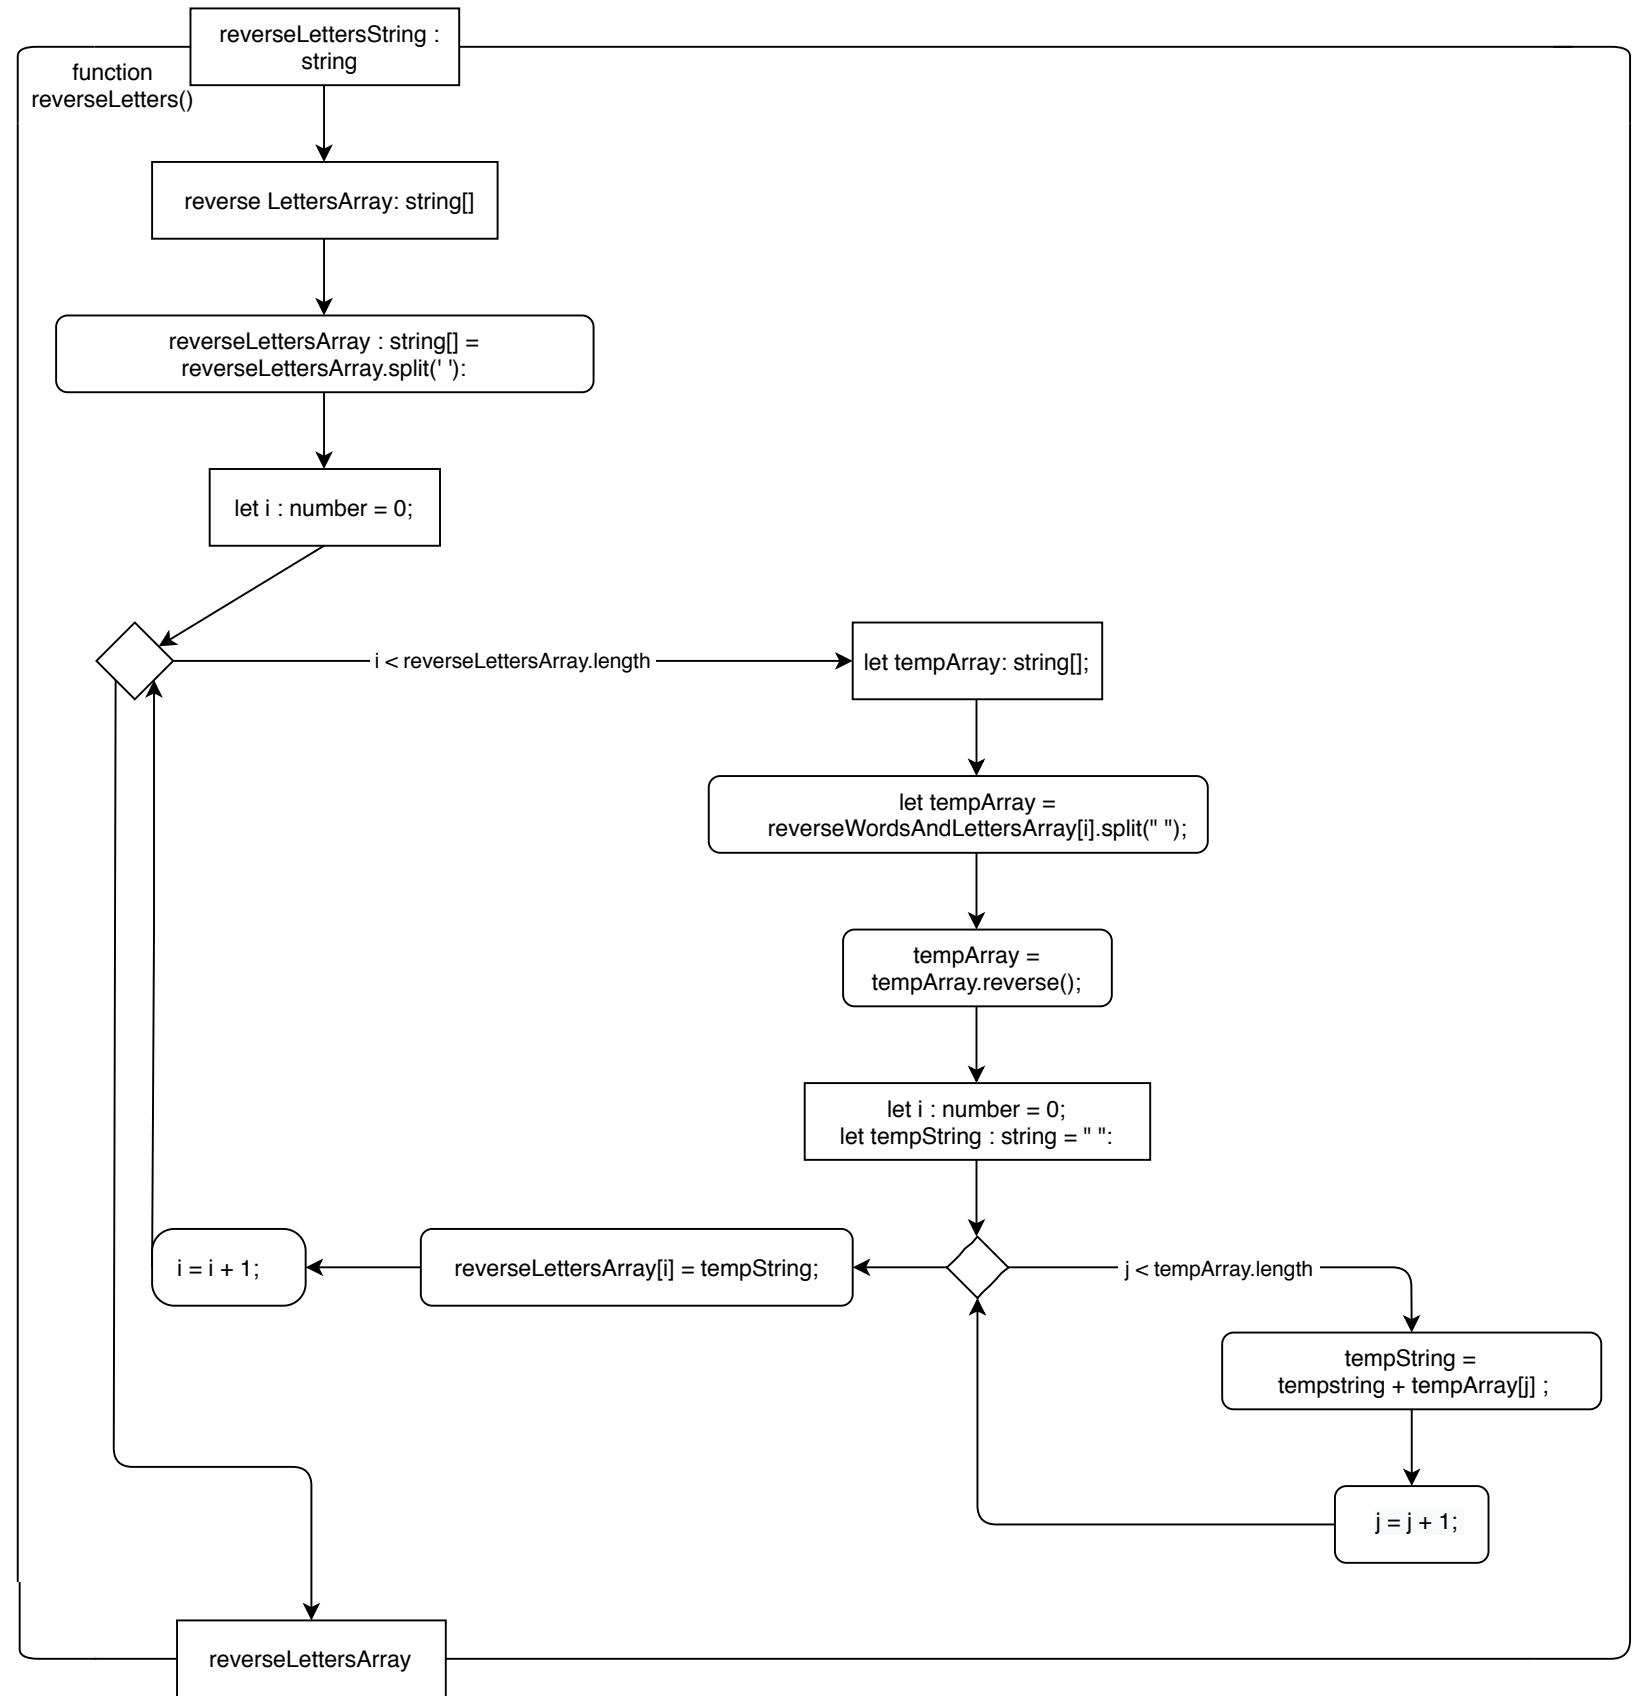 reverseLettersString :
string
function
reverseLetters()
reverse LettersArray: string[]
reverseLettersArray : string[] =
reverseLettersArray.split(' '):
let i : number = 0;
i < reverseLettersArray.length
let tempArray: string[];
let tempArray =
reverseWordsAndLettersArray[i].split(" ");
tempArray =
tempArray.reverse();
let i : number = 0;
let tempString : string = " ":
i = i + 1;
reverseLettersArray[i] = tempString;
j < tempArray.length
tempString =
tempstring + tempArray[j] ;
j = j + 1;
reverseLettersArray